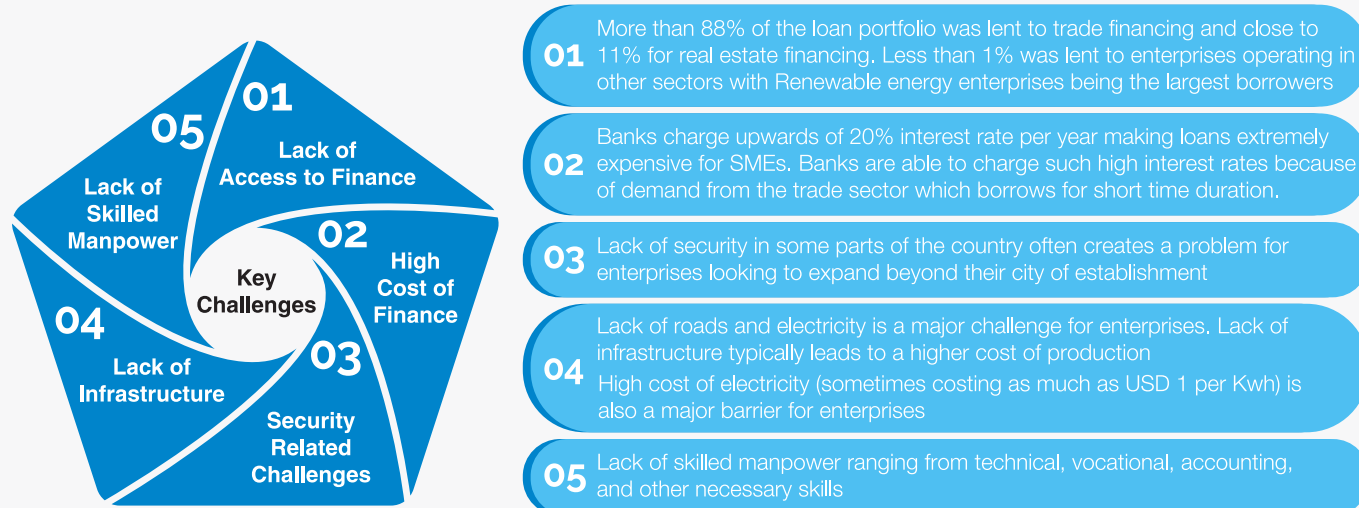 01
Lack of
Access to Finance
02
High
Cost of
Finance
03
Security
Related
Challenges
04
Lack of
Infrastructure
05
Lack of
Skilled
Manpower
Key
Challenges
01
More than 88% of the loan portfolio was lent to trade financing and close to
11% for real estate financing. Less than 1% was lent to enterprises operating in
other sectors with Renewable energy enterprises being the largest borrowers
02
Banks charge upwards of 20% interest rate per year making loans extremely
expensive for SMEs. Banks are able to charge such high interest rates because
of demand from the trade sector which borrows for short time duration.
03
Lack of security in some parts of the country often creates a problem for
enterprises looking to expand beyond their city of establishment
04
Lack of roads and electricity is a major challenge for enterprises. Lack of
infrastructure typically leads to a higher cost of production
High cost of electricity (sometimes costing as much as USD 1 per Kwh) is
also a major barrier for enterprises
05
Lack of skilled manpower ranging from technical, vocational, accounting,
and other necessary skills